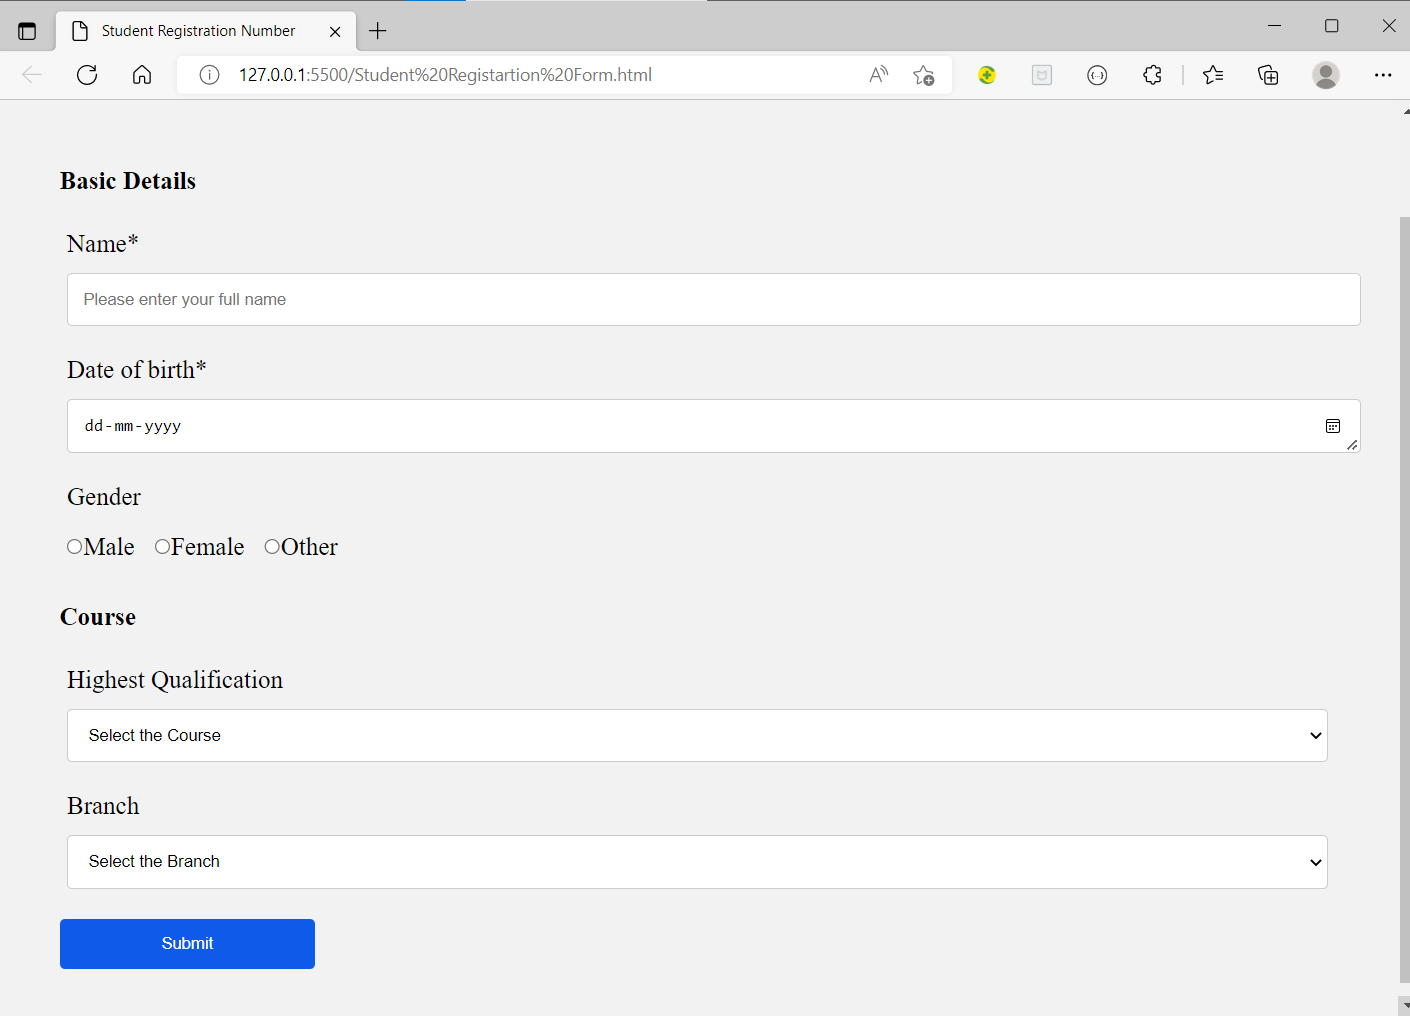 Student Registration Number
127.0.0.1:5500/Student%20Registartion%20Form.html
Basic Details
Name*
Please enter your full name
Date of birth*
dd-mm-yyyy
Gender
Male Female Other
Course
Highest Qualification
Select the Course
Branch
Select the Branch
Submit